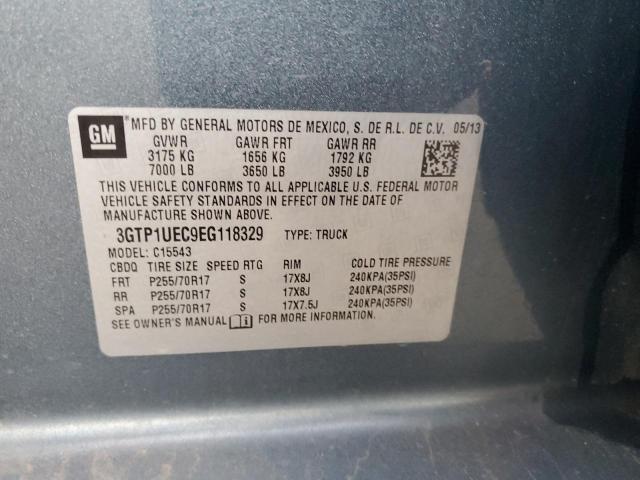 GM MFD BY GENERAL MOTORS DE MEXICO, S. DE R.L. DE C.V. 05/13
GVWR GAWR FRT GAWR RR
3175 KG 1656 KG 1792 KG
7000 LB 3650 LB 3950 LB
THIS VEHICLE CONFORMS TO ALL APPLICABLE U.S. FEDERAL MOTOR
VEHICLE SAFETY STANDARDS IN EFFECT ON THE DATE OF
MANUFACTURE SHOWN ABOVE.
3GTP1UEC9EG118329 TYPE: TRUCK
MODEL: C15543
CBDQ TIRE SIZE SPEED RTG RIM COLD TIRE PRESSURE
FRT P255/70R17 S 17X8J 240KPA(35PSI)
RR P255/70R17 S 17X8J 240KPA(35PSI)
SPA P255/70R17 S 17X7.5J 240KPA(35PSI)
SEE OWNER'S MANUAL FOR MORE INFORMATION.